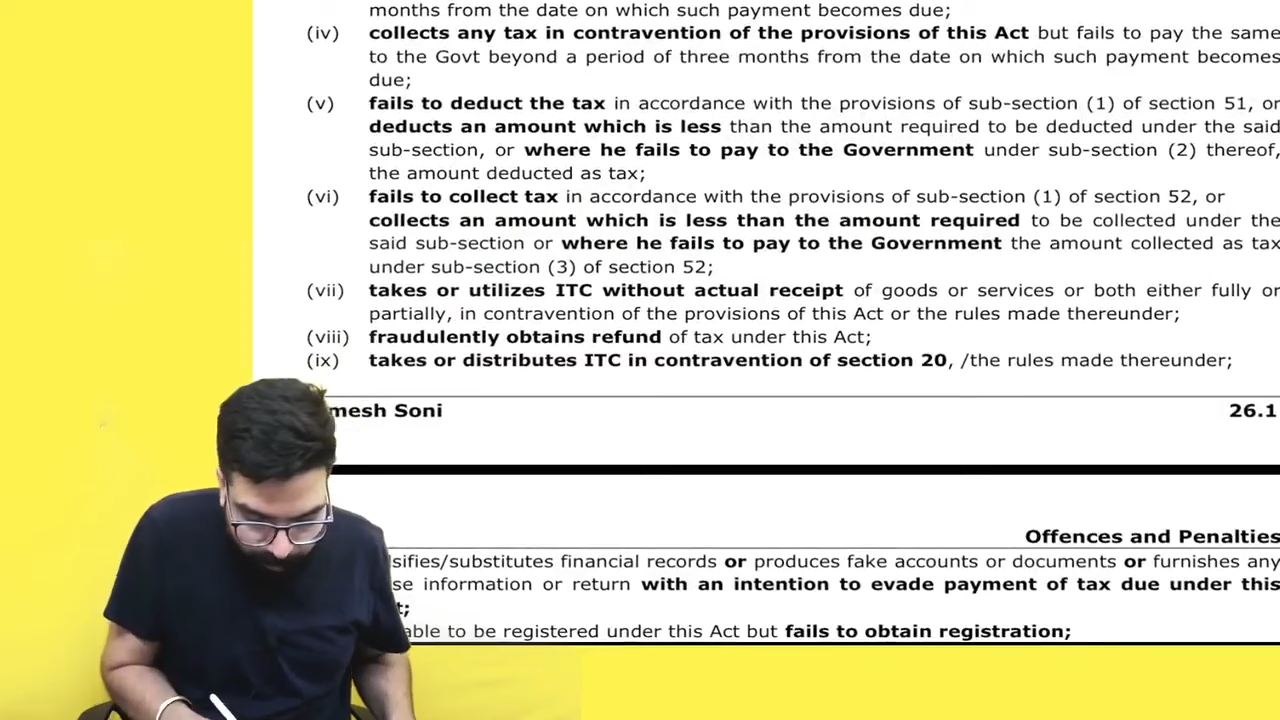 months from the date on which such payment becomes due;
(iv) collects any tax in contravention of the provisions of this Act but fails to pay the same
to the Govt beyond a period of three months from the date on which such payment becomes
due;
(v) fails to deduct the tax in accordance with the provisions of sub-section (1) of section 51, or
deducts an amount which is less than the amount required to be deducted under the said
sub-section, or where he fails to pay to the Government under sub-section (2) thereof,
the amount deducted as tax;
(vi) fails to collect tax in accordance with the provisions of sub-section (1) of section 52, or
collects an amount which is less than the amount required to be collected under the
said sub-section or where he fails to pay to the Government the amount collected as tax
under sub-section (3) of section 52;
(vii) takes or utilizes ITC without actual receipt of goods or services or both either fully or
partially, in contravention of the provisions of this Act or the rules made thereunder;
(viii) fraudulently obtains refund of tax under this Act;
(ix) takes or distributes ITC in contravention of section 20, /the rules made thereunder;
mesh Soni 26.1
Offences and Penalties
sifies/substitutes financial records or produces fake accounts or documents or furnishes any
se information or return with an intention to evade payment of tax due under this
t;
able to be registered under this Act but fails to obtain registration;